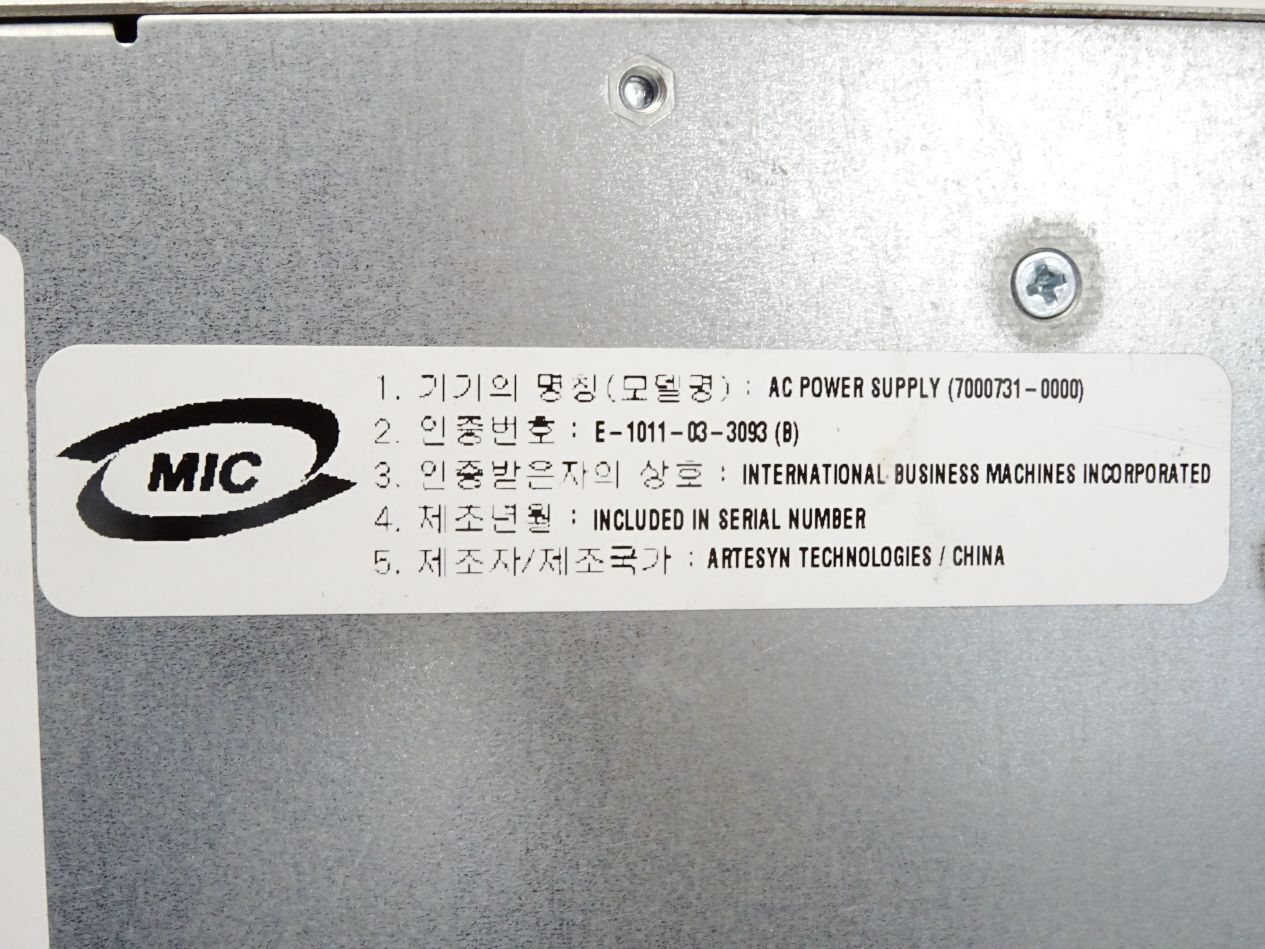 MIC
1. 기기의 명칭(모델명) : AC POWER SUPPLY (7000731-0000)
2. 인증번호 : E-1011-03-3093 (B)
3. 인증받은자의 상호 : INTERNATIONAL BUSINESS MACHINES INCORPORATED
4. 제조년월 : INCLUDED IN SERIAL NUMBER
5. 제조자/제조국가 : ARTESYN TECHNOLOGIES / CHINA